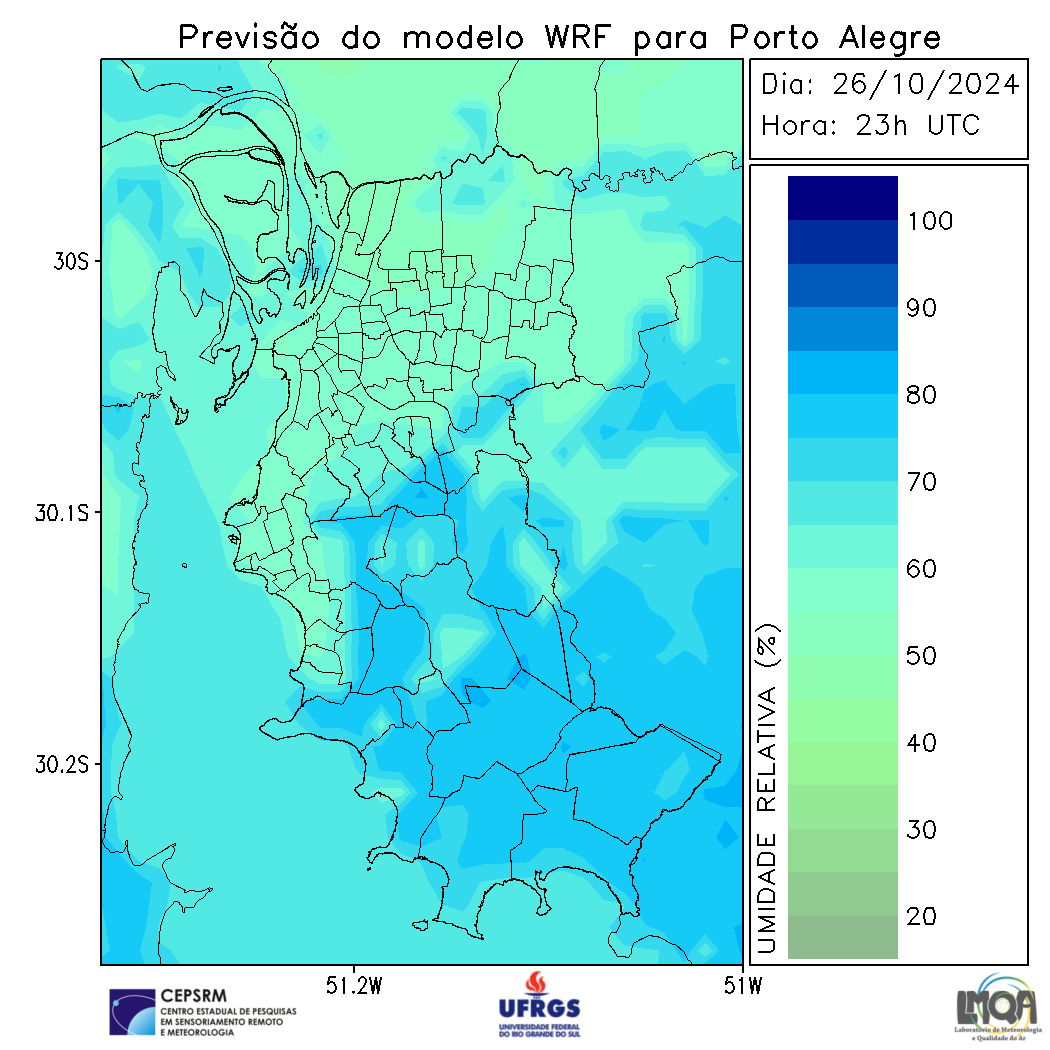 Previsão do modelo WRF para Porto Alegre
Dia: 26/10/2024
Hora: 23h UTC
100
90
80
70
60
50
40
30
20
UMIDADE RELATIVA (%)
30S
30.1S
30.2S
51.2W
51W
CEPSRM
CENTRO ESTADUAL DE PESQUISAS
EM SENSORIAMENTO REMOTO
E METEOROLOGIA
UFRGS
UNIVERSIDADE FEDERAL
DO RIO GRANDE DO SUL
LMQA
Laboratório de Meteorologia
e Qualidade do Ar